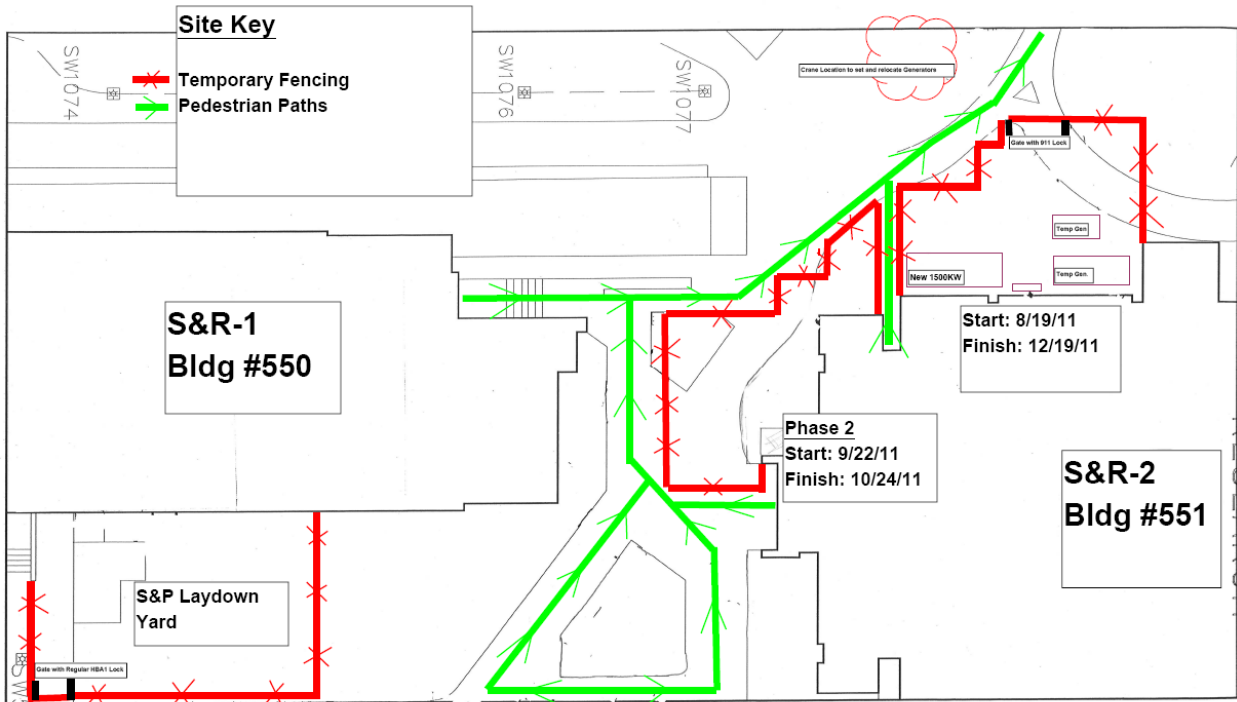 Site Key
Temporary Fencing
Pedestrian Paths
SW1074
SW1076
SW1077
Crane Location to set and relocate Generators
Gate with 911 Lock
Temp Gen
Temp Gen.
New 1500KW
S&R-1
Bldg #550
Start: 8/19/11
Finish: 12/19/11
Phase 2
Start: 9/22/11
Finish: 10/24/11
S&R-2
Bldg #551
S&P Laydown
Yard
Gate with Regular HBA1 Lock
SW